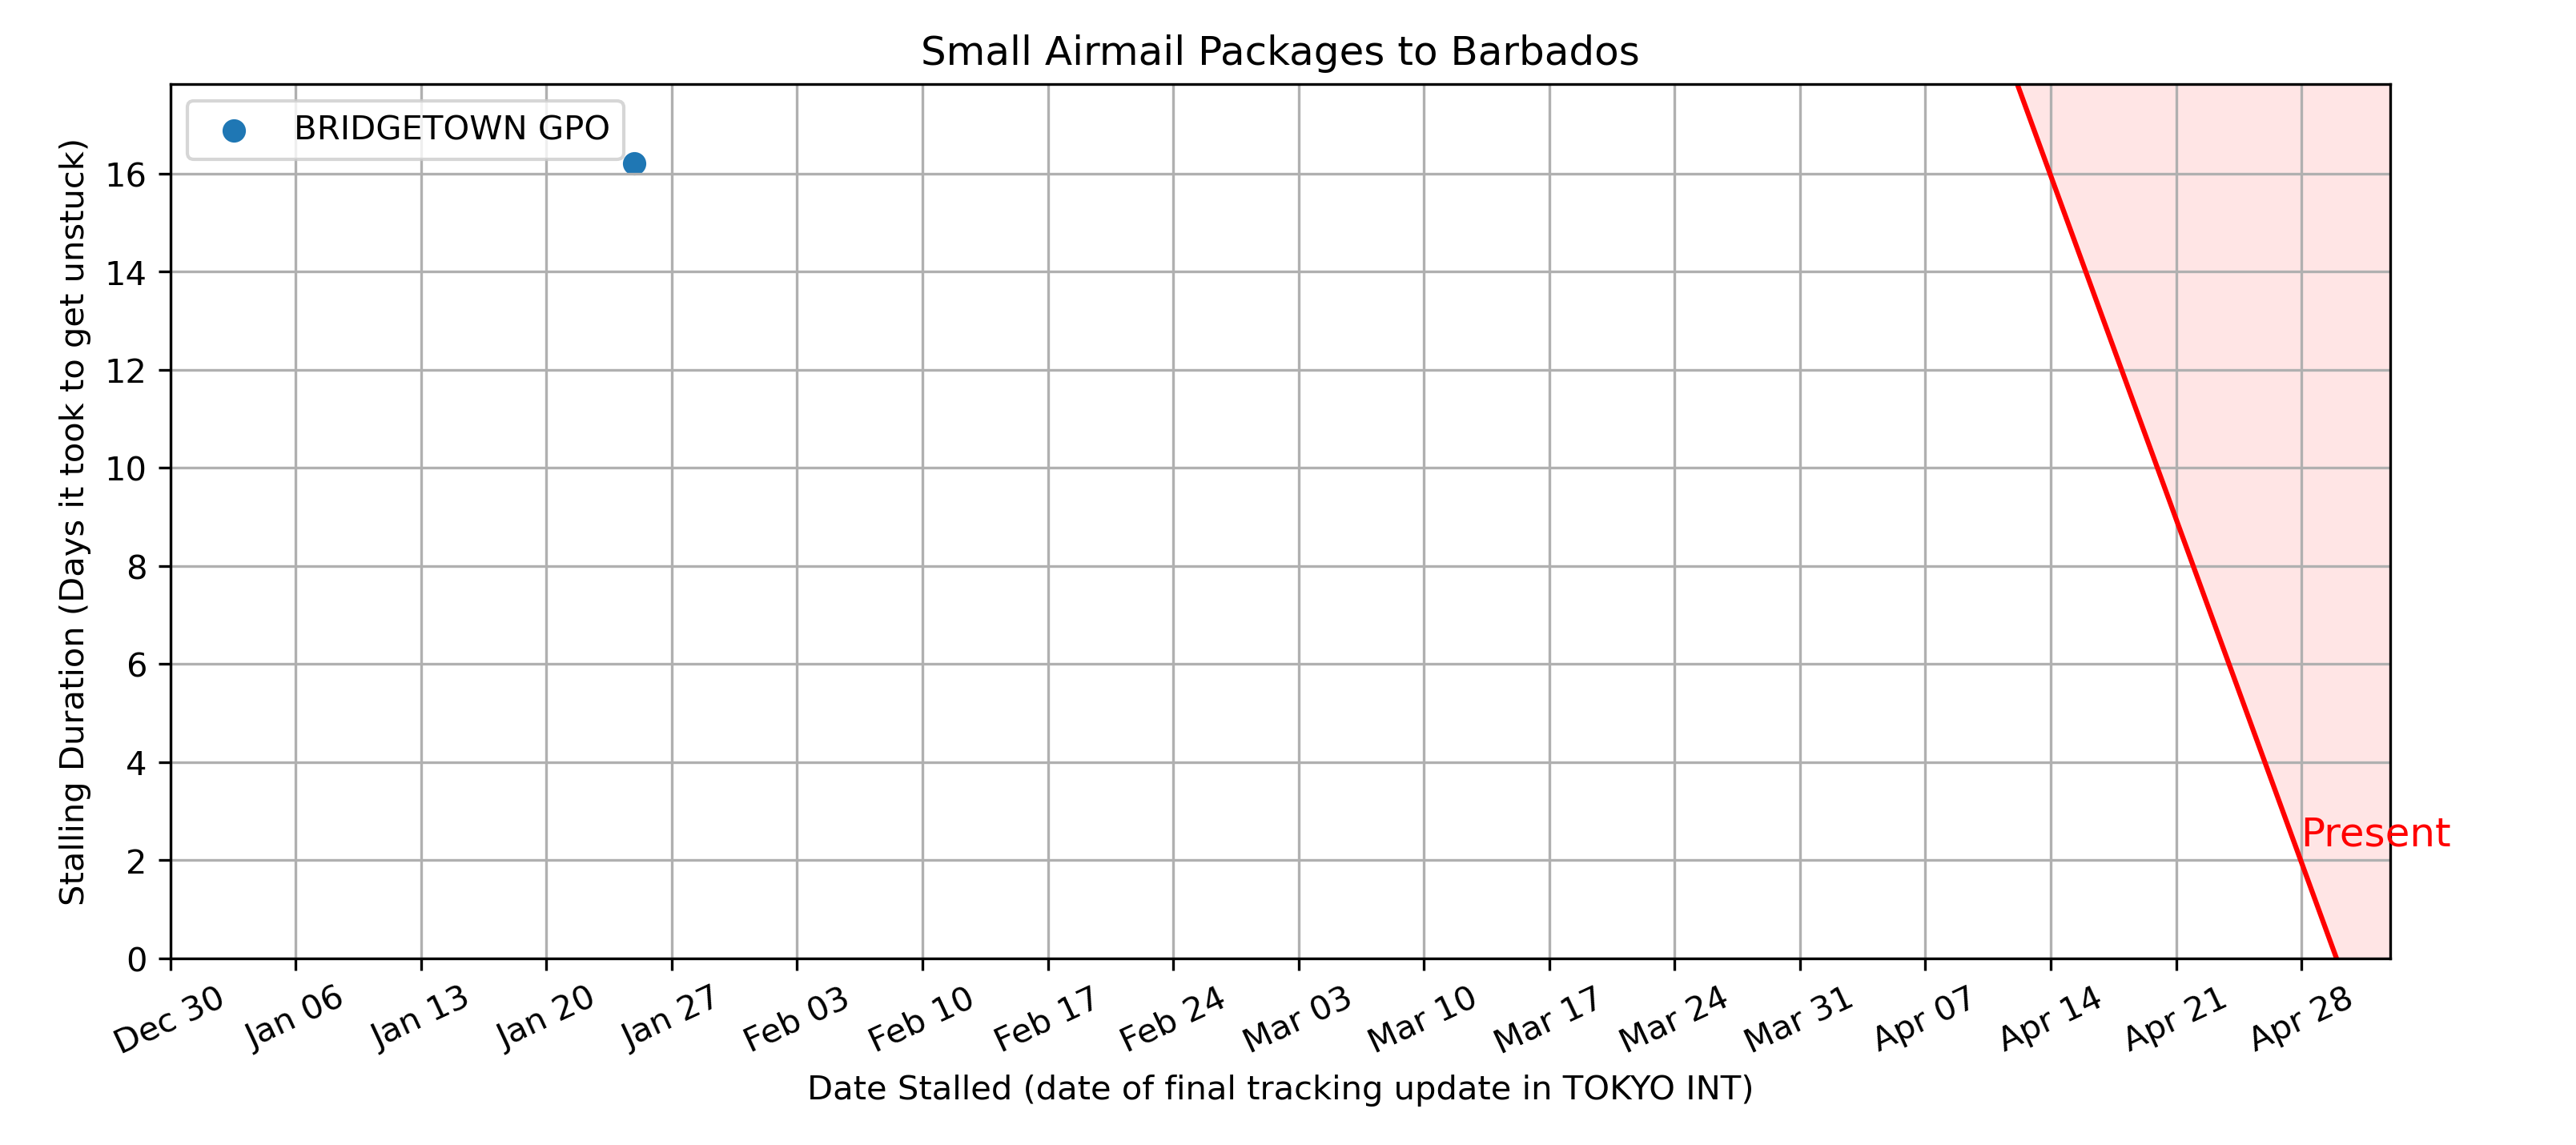 Small Airmail Packages to Barbados
BRIDGETOWN GPO
Stalling Duration (Days it took to get unstuck)
16
14
12
10
8
6
4
2
0
Present
Dec 30
Jan 06
Jan 13
Jan 20
Jan 27
Feb 03
Feb 10
Feb 17
Feb 24
Mar 03
Mar 10
Mar 17
Mar 24
Mar 31
Apr 07
Apr 14
Apr 21
Apr 28
Date Stalled (date of final tracking update in TOKYO INT)